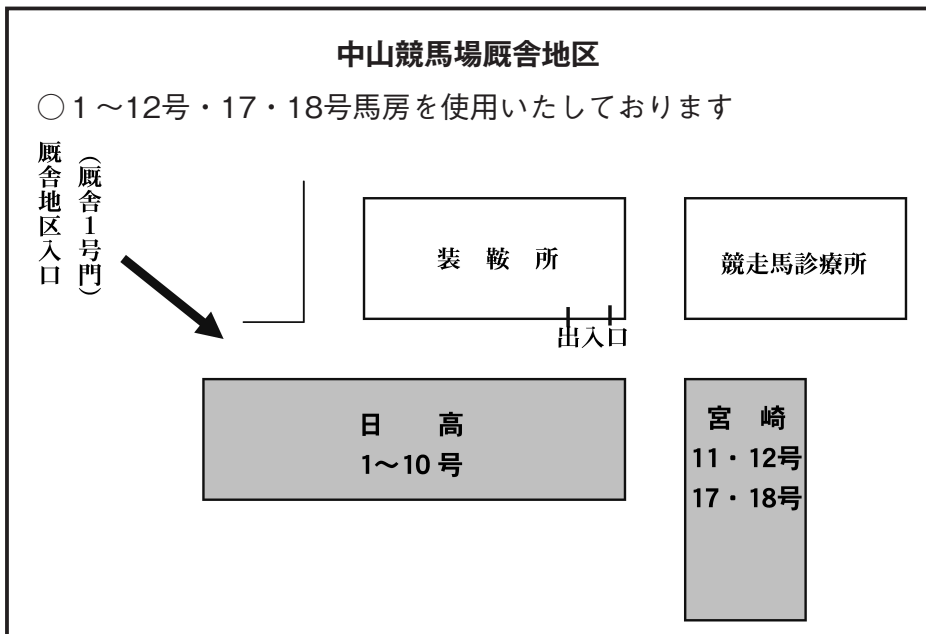 中山競馬場厩舎地区
○1～12号・17・18号馬房を使用いたしております
（厩舎１号門）
厩舎地区入口
装　鞍　所
競走馬診療所
出入口
日　　高
1～10 号
宮　崎
11・12号
17・18号